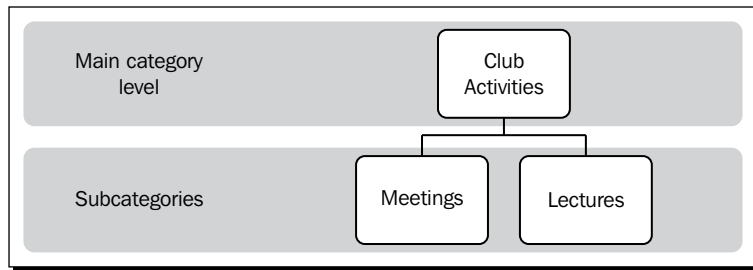 Main category
level
Club
Activities
Subcategories
Meetings
Lectures